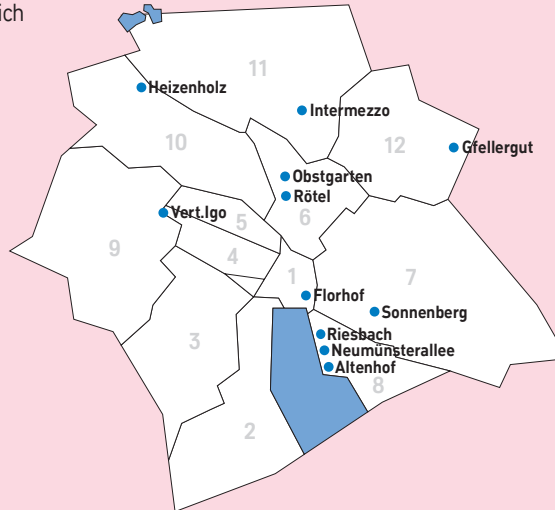 ich
11
Heizenholz
Intermezzo
12
Gfellergut
10
Obstgarten
Rötel
Vert.Igo
5
6
9
4
1
7
Florhof
Sonnenberg
3
Riesbach
Neumünsterallee
Altenhof
8
2